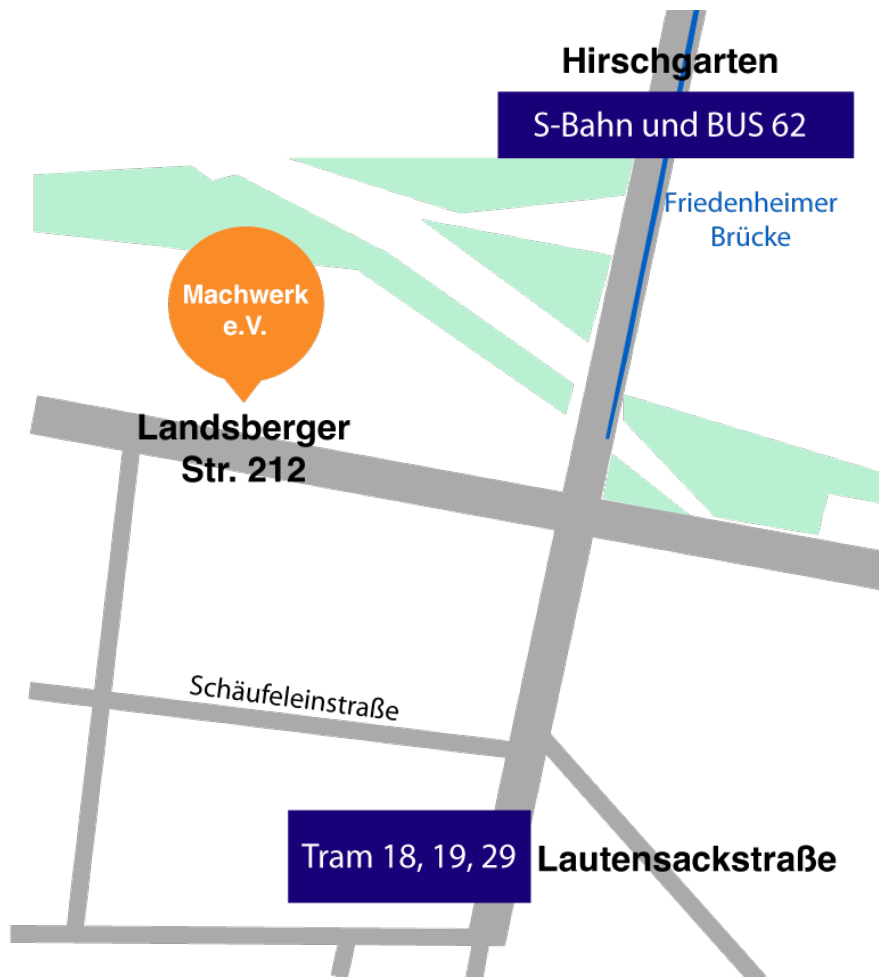 Hirschgarten
S-Bahn und BUS 62
Friedenheimer
Brücke
Machwerk
e.V.
Landsberger
Str. 212
Schäufeleinstraße
Tram 18, 19, 29
Lautensackstraße